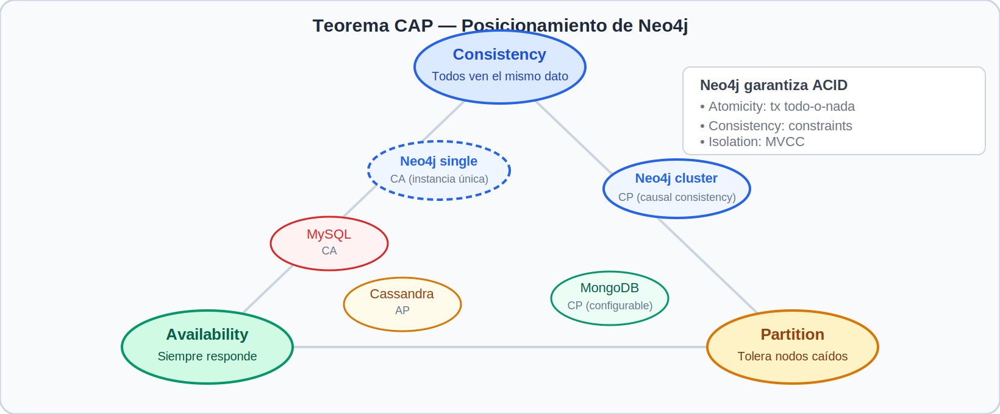 Teorema CAP — Posicionamiento de Neo4j
Consistency
Todos ven el mismo dato
Neo4j garantiza ACID
• Atomicity: tx todo-o-nada
• Consistency: constraints
• Isolation: MVCC
Neo4j single
CA (instancia única)
Neo4j cluster
CP (causal consistency)
MySQL
CA
Cassandra
AP
MongoDB
CP (configurable)
Availability
Siempre responde
Partition
Tolera nodos caídos